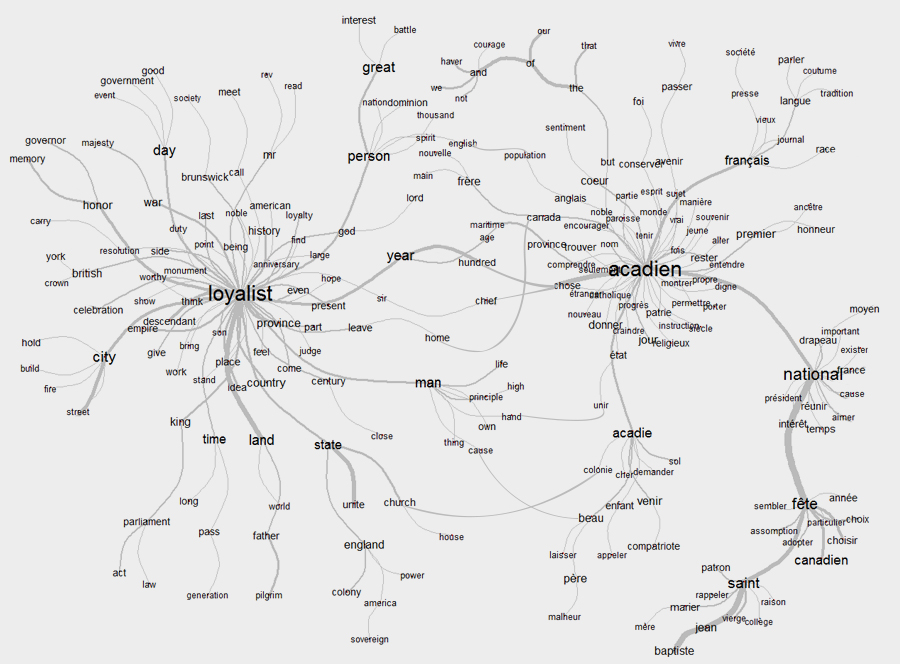 interest
battle
our
courage
that
vivre
société
haver
and
of
great
parler
good
government
rav
passer
coutume
we
the
read
event
society
meet
not
nation
dominion
foi
presse
langue
tradition
thousand
vieux
governor
majesty
spirit
english
sentiment
journal
race
memory
day
mr
person
nouvelle
population
but
conserver
avenir
français
brunswick
call
main
frère
coeur
esprit
sujet
honor
war
last
noble
american
loyalty
lord
anglais
partie
manière
noble
paroisse
monde
vrai
souvenir
ancêtre
carry
duty
history
god
maritime
canada
encourager
jeune
premier
honneur
resolution
side
point
being
find
age
province
trouver
nom
tenir
fois
aller
york
large
year
hundred
comprendre
seulement
acadien
rester
entendre
british
worthy
monument
anniversary
hope
chose
montrer
propre
digne
crown
loyalist
even
sir
chief
étranger
catholique
show
think
present
progrès
permettre
porter
celebration
nouveau
patrie
moyen
descendant
province
part
leave
donner
craindre
instruction
siècle
important
empire
son
home
jour
religieux
drapeau
hold
bring
feel
judge
état
exister
city
give
place
come
life
build
work
stand
idea
country
century
man
high
national
france
fire
principle
président
cause
street
hand
unir
réunir
aimer
king
own
intérêt
temps
time
land
state
close
thing
acadie
cause
colonie
cher
demander
sol
long
world
unite
church
enfant
venir
sembler
fête
année
parliament
beau
particulier
choix
pass
father
house
assomption
adopter
choisir
england
compatriote
laisser
appeler
canadien
act
law
power
père
patron
saint
generation
pilgrim
colony
america
rappeler
raison
marier
malheur
vierge
collège
mère
jean
sovereign
baptiste